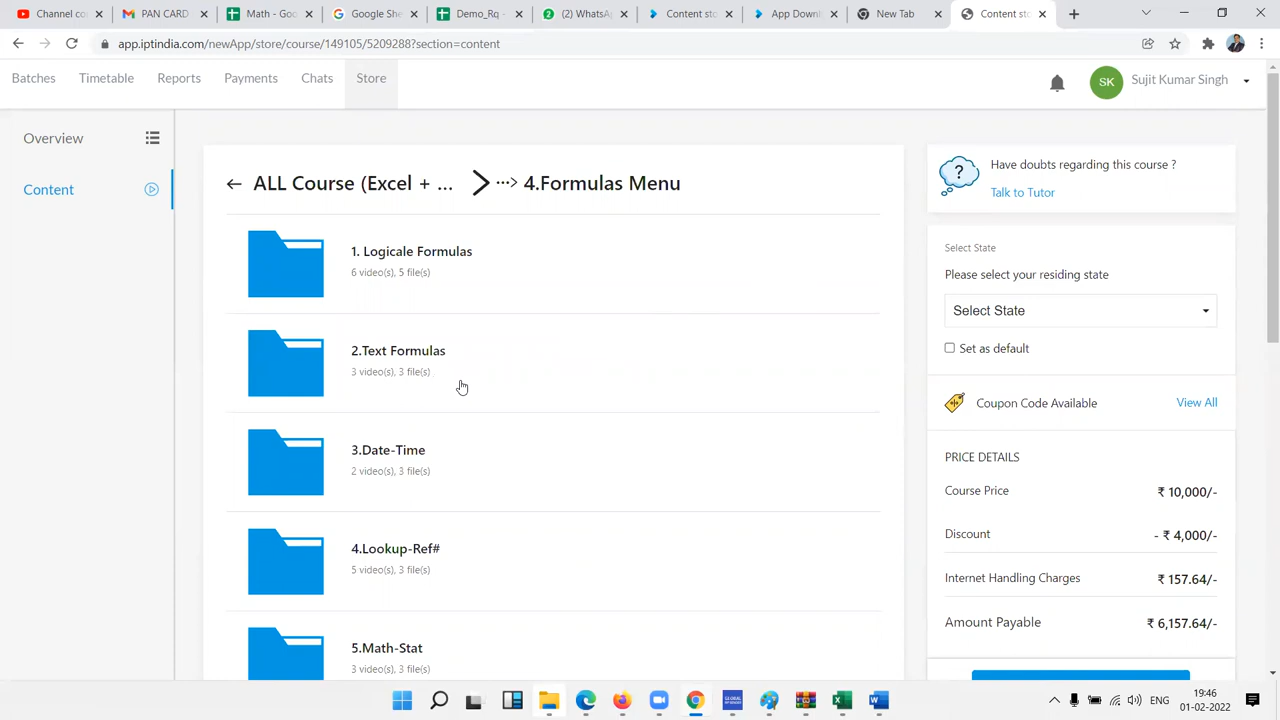 Channel co
PAN CARD
Math - Goo
Google She
Demo_Rq -
(2) WhatsA
Content sto
App Downl
New Tab
Content sto
app.iptindia.com/newApp/store/course/149105/5209288?section=content
Batches
Timetable
Reports
Payments
Chats
Store
SK
Sujit Kumar Singh
Overview
Content
ALL Course (Excel + ...
4.Formulas Menu
1. Logicale Formulas
6 video(s), 5 file(s)
2.Text Formulas
3 video(s), 3 file(s)
3.Date-Time
2 video(s), 3 file(s)
4.Lookup-Ref#
5 video(s), 3 file(s)
5.Math-Stat
3 video(s), 3 file(s)
Have doubts regarding this course ?
Talk to Tutor
Select State
Please select your residing state
Select State
Set as default
Coupon Code Available
View All
PRICE DETAILS
Course Price
₹ 10,000/-
Discount
- ₹ 4,000/-
Internet Handling Charges
₹ 157.64/-
Amount Payable
₹ 6,157.64/-
ENG
19:46
01-02-2022